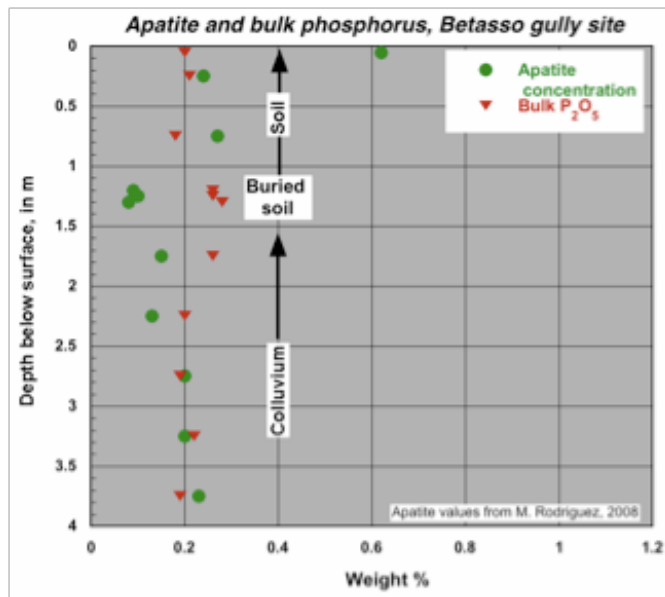 Apatite and bulk phosphorus, Betasso gully site
Apatite
concentration
Bulk P2O5
Soil
Buried
soil
Colluvium
Depth below surface, in m
0
0.5
1
1.5
2
2.5
3
3.5
4
Apatite values from M. Rodriguez, 2008
0 0.2 0.4 0.6 0.8 1 1.2
Weight %